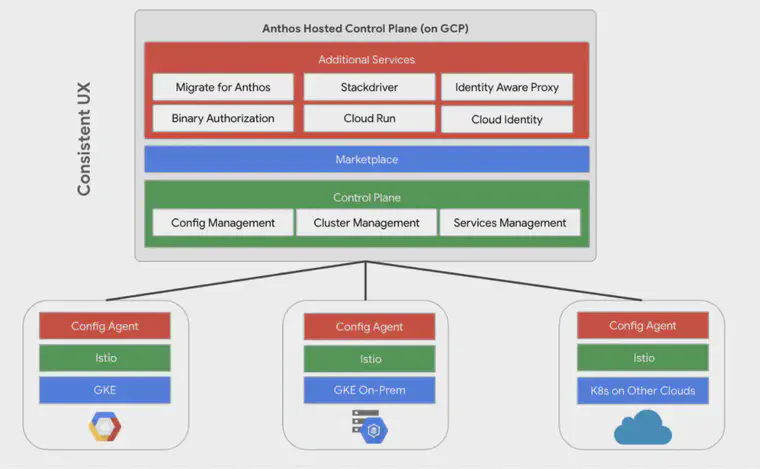 Anthos Hosted Control Plane (on GCP)
Consistent UX
Additional Services
Migrate for Anthos
Stackdriver
Identity Aware Proxy
Binary Authorization
Cloud Run
Cloud Identity
Marketplace
Control Plane
Config Management
Cluster Management
Services Management
Config Agent
Istio
GKE
Config Agent
Istio
GKE On-Prem
Config Agent
Istio
K8s on Other Clouds